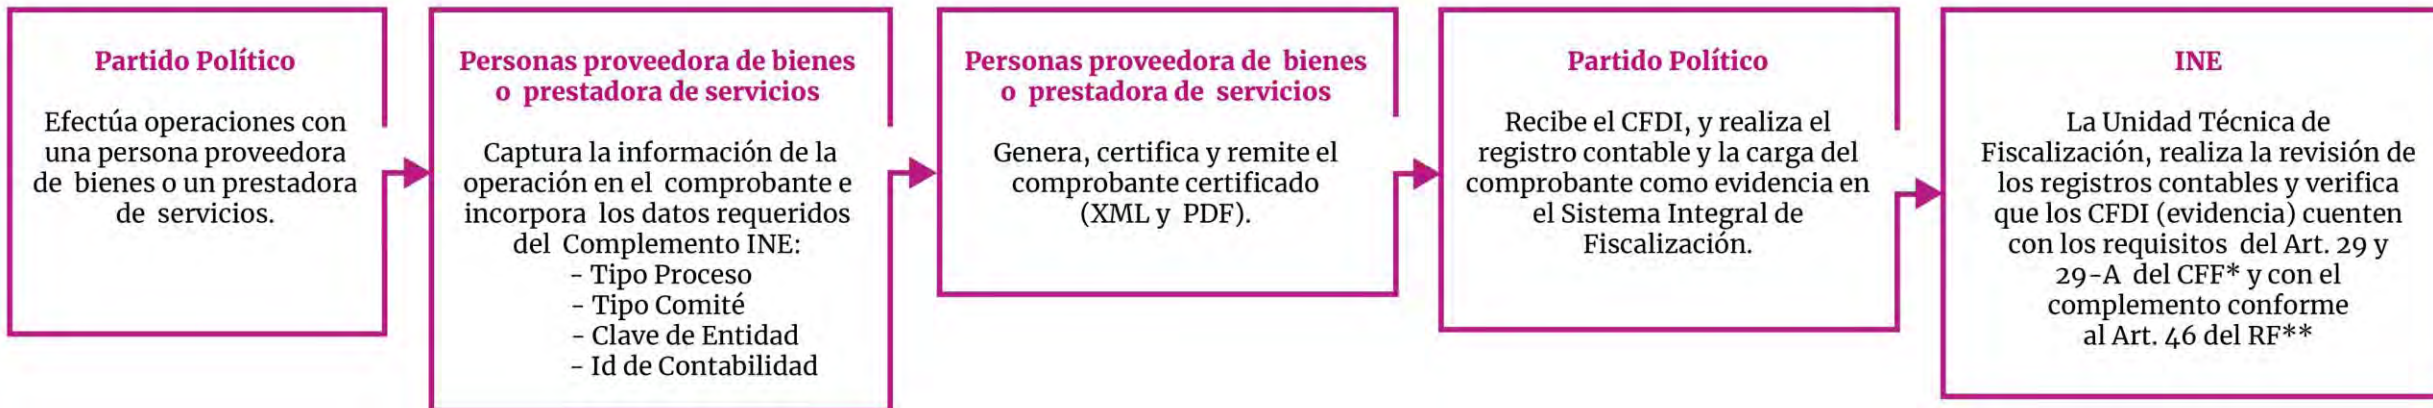 Partido Político
Efectúa operaciones con
una persona proveedora
de bienes o un prestadora
de servicios.
Personas proveedora de bienes
o prestadora de servicios
Captura la información de la
operación en el comprobante e
incorpora los datos requeridos
del Complemento INE:
- Tipo Proceso
- Tipo Comité
- Clave de Entidad
- Id de Contabilidad
Personas proveedora de bienes
o prestadora de servicios
Genera, certifica y remite el
comprobante certificado
(XML y PDF).
Partido Político
Recibe el CFDI, y realiza el
registro contable y la carga del
comprobante como evidencia en
el Sistema Integral de
Fiscalización.
INE
La Unidad Técnica de
Fiscalización, realiza la revisión de
los registros contables y verifica
que los CFDI (evidencia) cuenten
con los requisitos del Art. 29 y
29-A del CFF* y con el
complemento conforme
al Art. 46 del RF**